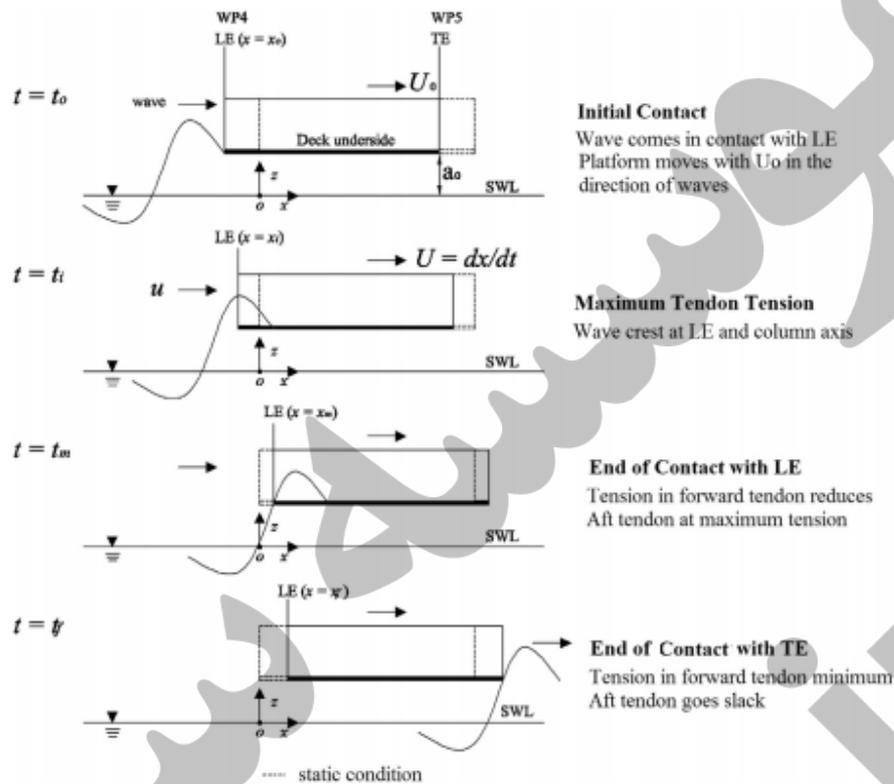 WP4 WP5
LE (x = xo) TE
t = to
wave
Uo
Deck underside
ao
z
SWL
o x
Initial Contact
Wave comes in contact with LE
Platform moves with Uo in the
direction of waves
LE (x = xi)
t = ti
U = dx/dt
u
z
SWL
o x
Maximum Tendon Tension
Wave crest at LE and column axis
LE (x = xm)
t = tm
z
SWL
o x
End of Contact with LE
Tension in forward tendon reduces
Aft tendon at maximum tension
LE (x = xf)
t = tf
z
SWL
o x
End of Contact with TE
Tension in forward tendon minimum
Aft tendon goes slack
static condition